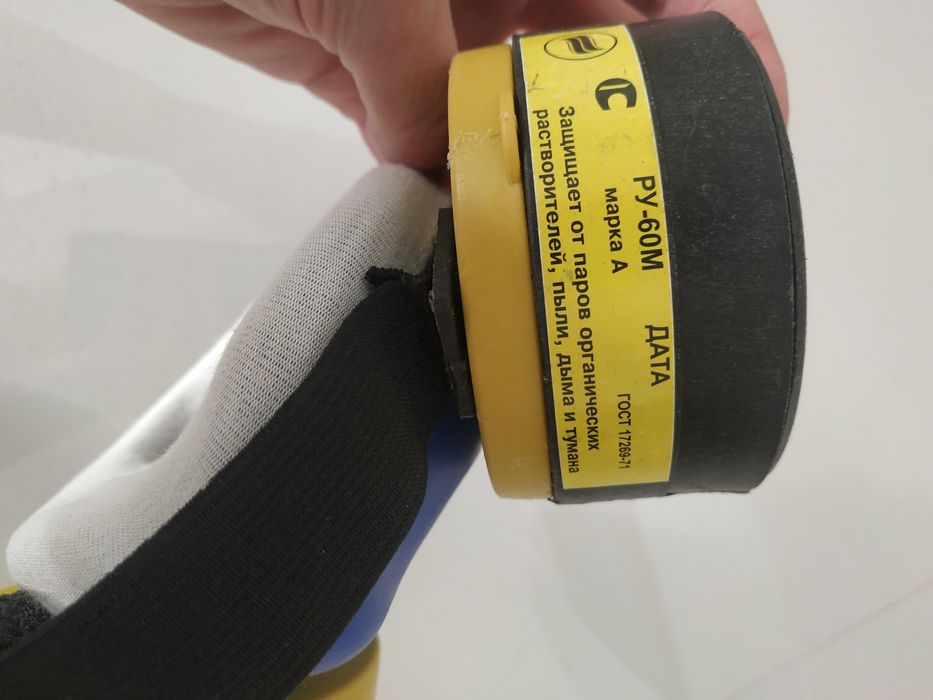 РУ-60М ДАТА
марка А ГОСТ 17269-71
Защищает от паров органических
растворителей, пыли, дыма и тумана